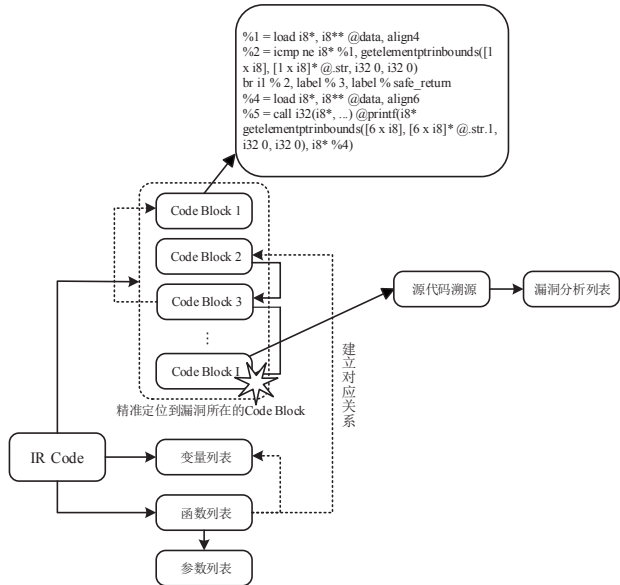 %1 = load i8*, i8** @data, align4
%2 = icmp ne i8* %1, getelementptrinbounds([1
x i8], [1 x i8]* @.str, i32 0, i32 0)
br i1 % 2, label % 3, label % safe_return
%4 = load i8*, i8** @data, align6
%5 = call i32(i8*, ...) @printf(i8*
getelementptrinbounds([6 x i8], [6 x i8]* @.str.1,
i32 0, i32 0), i8* %4)
Code Block 1
Code Block 2
Code Block 3
⋮
Code Block I
精准定位到漏洞所在的Code Block
源代码溯源
漏洞分析列表
建立对应关系
IR Code
变量列表
函数列表
参数列表